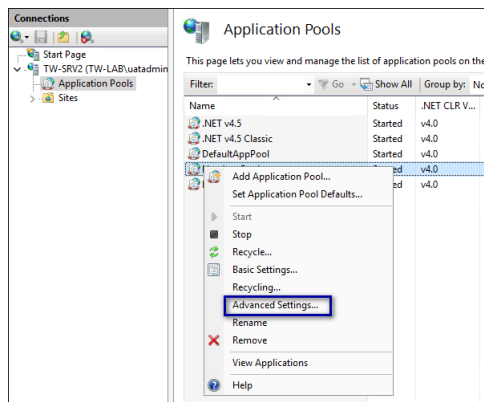 Connections
Start Page
TW-SRV2 (TW-LAB\uatadmin
Application Pools
Sites
Application Pools
This page lets you view and manage the list of application pools on the
Filter: Go Show All Group by: No
Name Status .NET CLR V...
.NET v4.5 Started v4.0
.NET v4.5 Classic Started v4.0
DefaultAppPool Started v4.0
ed v4.0
ed v4.0
Add Application Pool...
Set Application Pool Defaults...
Start
Stop
Recycle...
Basic Settings...
Recycling...
Advanced Settings...
Rename
Remove
View Applications
Help